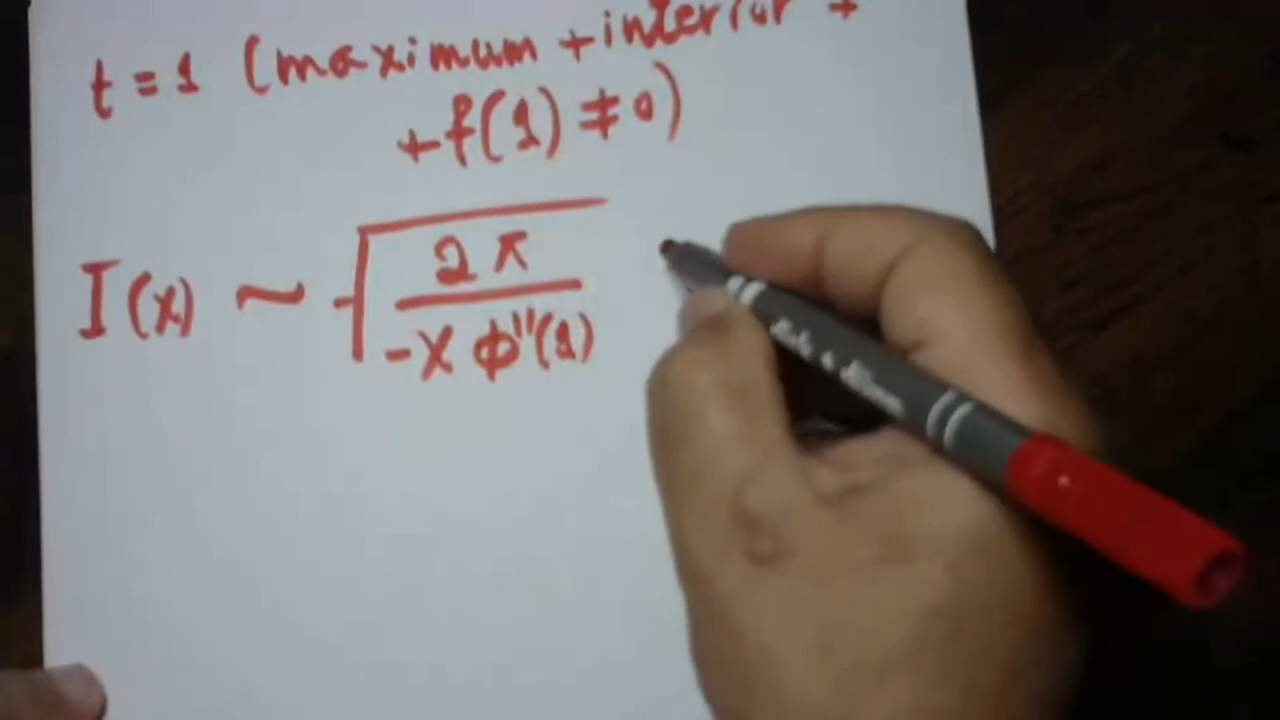 t = 1 (maximum + interior +
+ f(1) ≠ 0)
I(x) ~ √(2π / -x φ''(1))